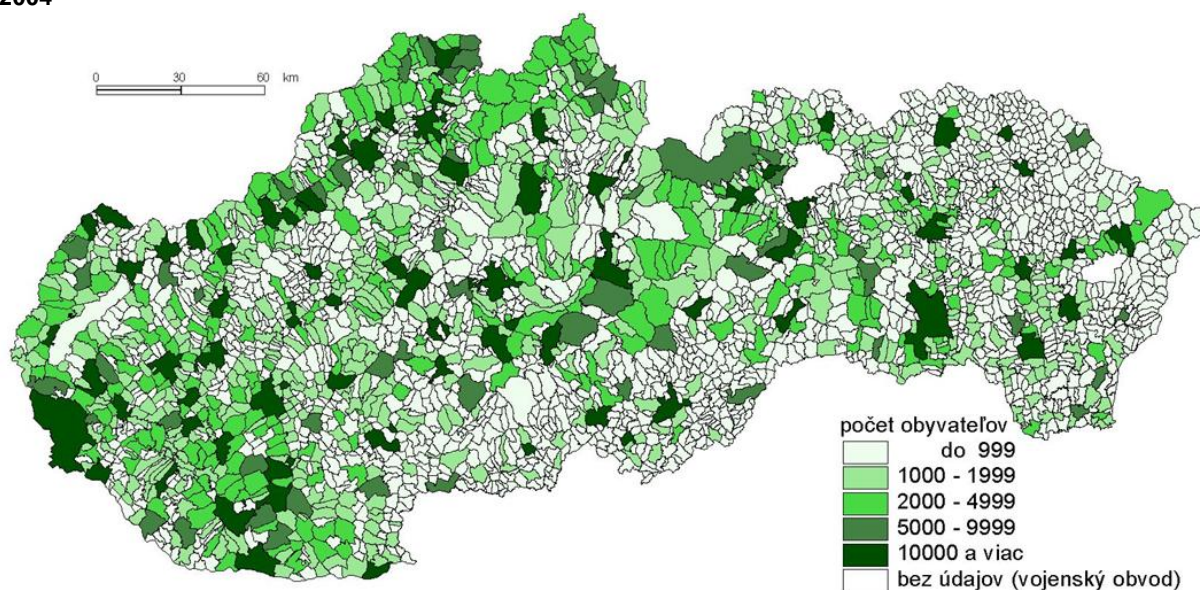 2004
0 30 60 km
počet obyvateľov
do 999
1000 - 1999
2000 - 4999
5000 - 9999
10000 a viac
bez údajov (vojenský obvod)